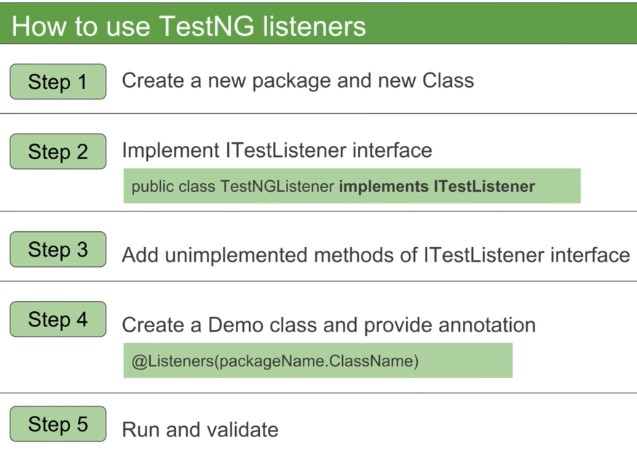 How to use TestNG listeners
Step 1
Create a new package and new Class
Step 2
Implement ITestListener interface
public class TestNGListener implements ITestListener
Step 3
Add unimplemented methods of ITestListener interface
Step 4
Create a Demo class and provide annotation
@Listeners(packageName.ClassName)
Step 5
Run and validate